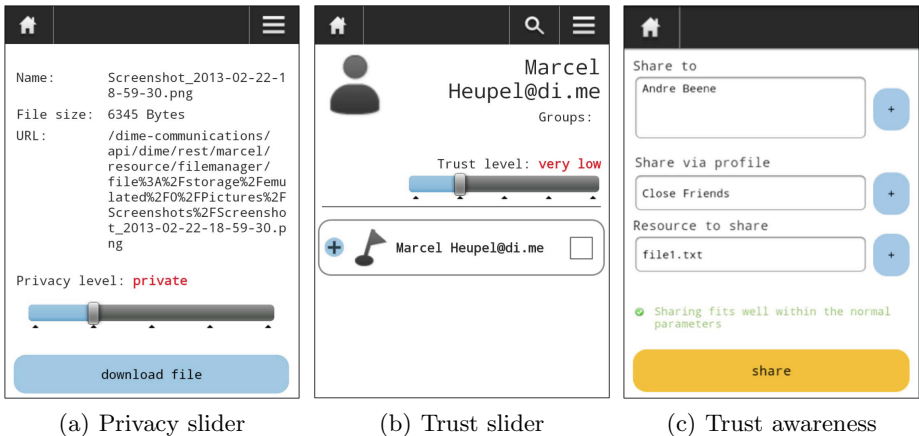 Name: Screenshot_2013-02-22-1
8-59-30.png
File size: 6345 Bytes
URL: /dime-communications/
api/dime/rest/marcel/
resource/filemanager/
file%3A%2Fstorage%2Femu
lated%2F0%2FPictures%2F
Screenshots%2FScreensho
t_2013-02-22-18-59-30.p
ng
Privacy level: private
download file
(a) Privacy slider
Marcel
Heupel@di.me
Groups:
Trust level: very low
+ Marcel Heupel@di.me
(b) Trust slider
Share to
Andre Beene
+
Share via profile
Close Friends
+
Resource to share
file1.txt
+
Sharing fits well within the normal
parameters
share
(c) Trust awareness